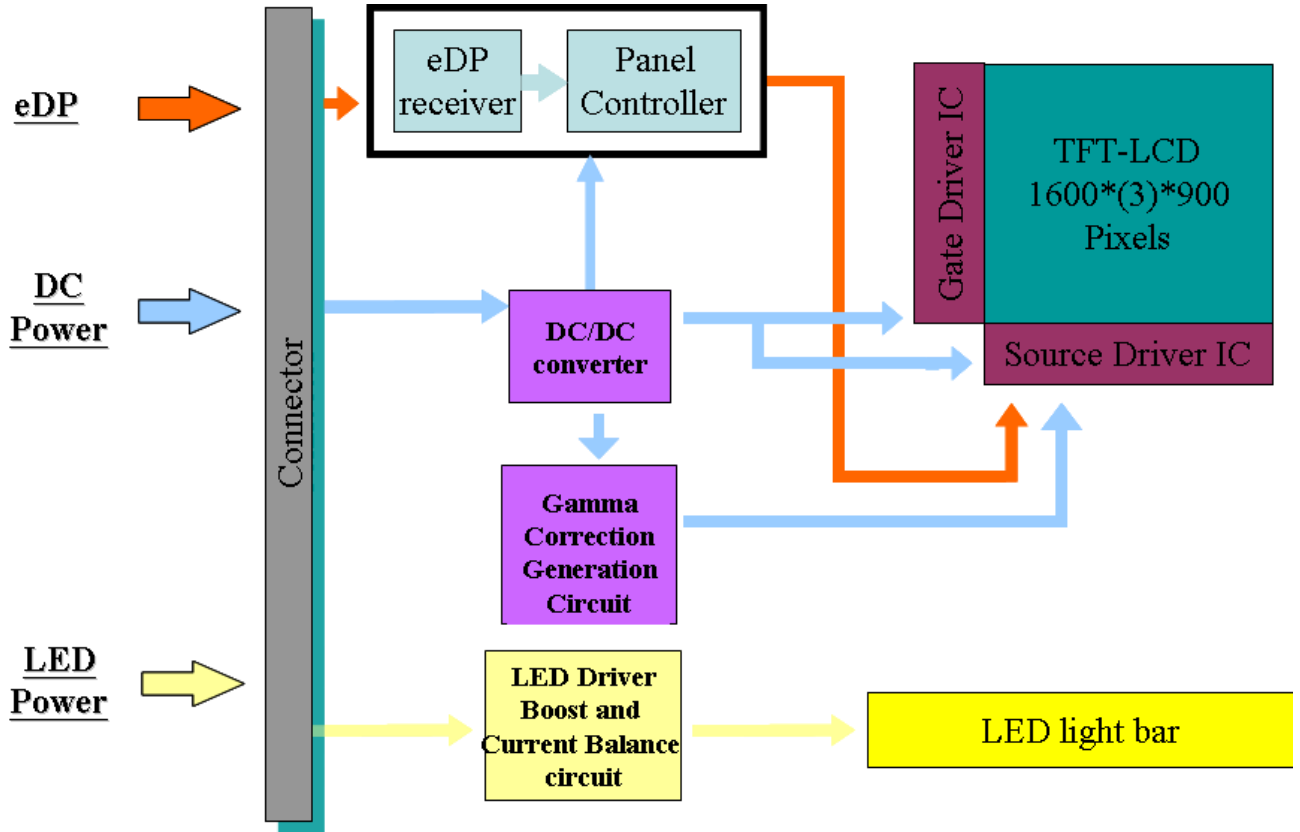 eDP
DC
Power
LED
Power
Connector
eDP
receiver
Panel
Controller
DC/DC
converter
Gamma
Correction
Generation
Circuit
LED Driver
Boost and
Current Balance
circuit
Gate Driver IC
TFT-LCD
1600*(3)*900
Pixels
Source Driver IC
LED light bar